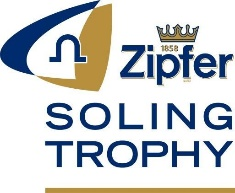 1858
Zipfer
SOLING
TROPHY